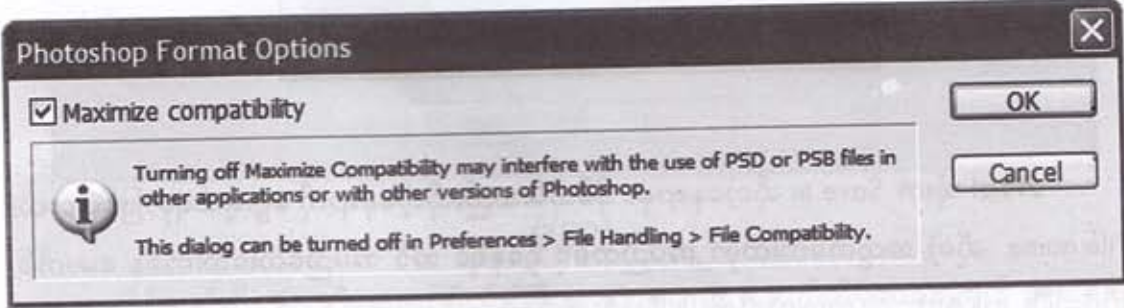 Photoshop Format Options
Maximize compatibility
OK
Turning off Maximize Compatibility may interfere with the use of PSD or PSB files in
other applications or with other versions of Photoshop.
Cancel
This dialog can be turned off in Preferences > File Handling > File Compatibility.